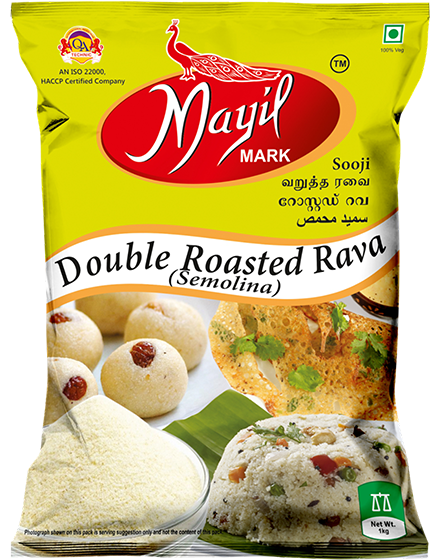 QA
TECHNIC
AN ISO 22000,
HACCP Certified Company
100% Veg
TM
Mayil
MARK
Sooji
வறுத்த ரவை
റോസ്റ്റഡ് റവ
سميد محمص
Double Roasted Rava
(Semolina)
Net Wt.
1kg
Photograph shown on this pack is serving suggestion only and not the content of this pack.